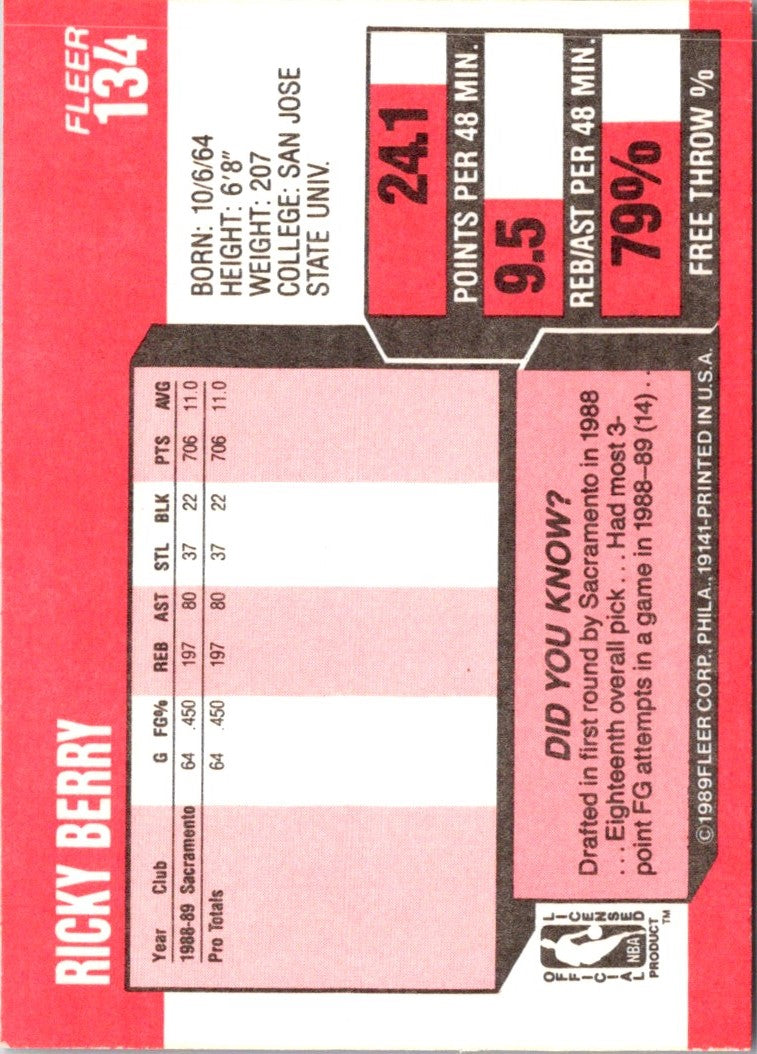 RICKY BERRY
FLEER
134
BORN: 10/6/64
HEIGHT: 6'8"
WEIGHT: 207
COLLEGE: SAN JOSE
STATE UNIV.
Year Club G FG% REB AST STL BLK PTS AVG
1988-89 Sacramento 64 .450 197 80 37 22 706 11.0
Pro Totals 64 .450 197 80 37 22 706 11.0
24.1
POINTS PER 48 MIN.
9.5
REB/AST PER 48 MIN.
79%
FREE THROW %
DID YOU KNOW?
Drafted in first round by Sacramento in 1988
... Eighteenth overall pick ... Had most 3-
point FG attempts in a game in 1988–89 (14) ..
OFFICIAL LICENSED
NBA
PRODUCT™
©1989FLEER CORP., PHILA., 19141-PRINTED IN U.S.A.